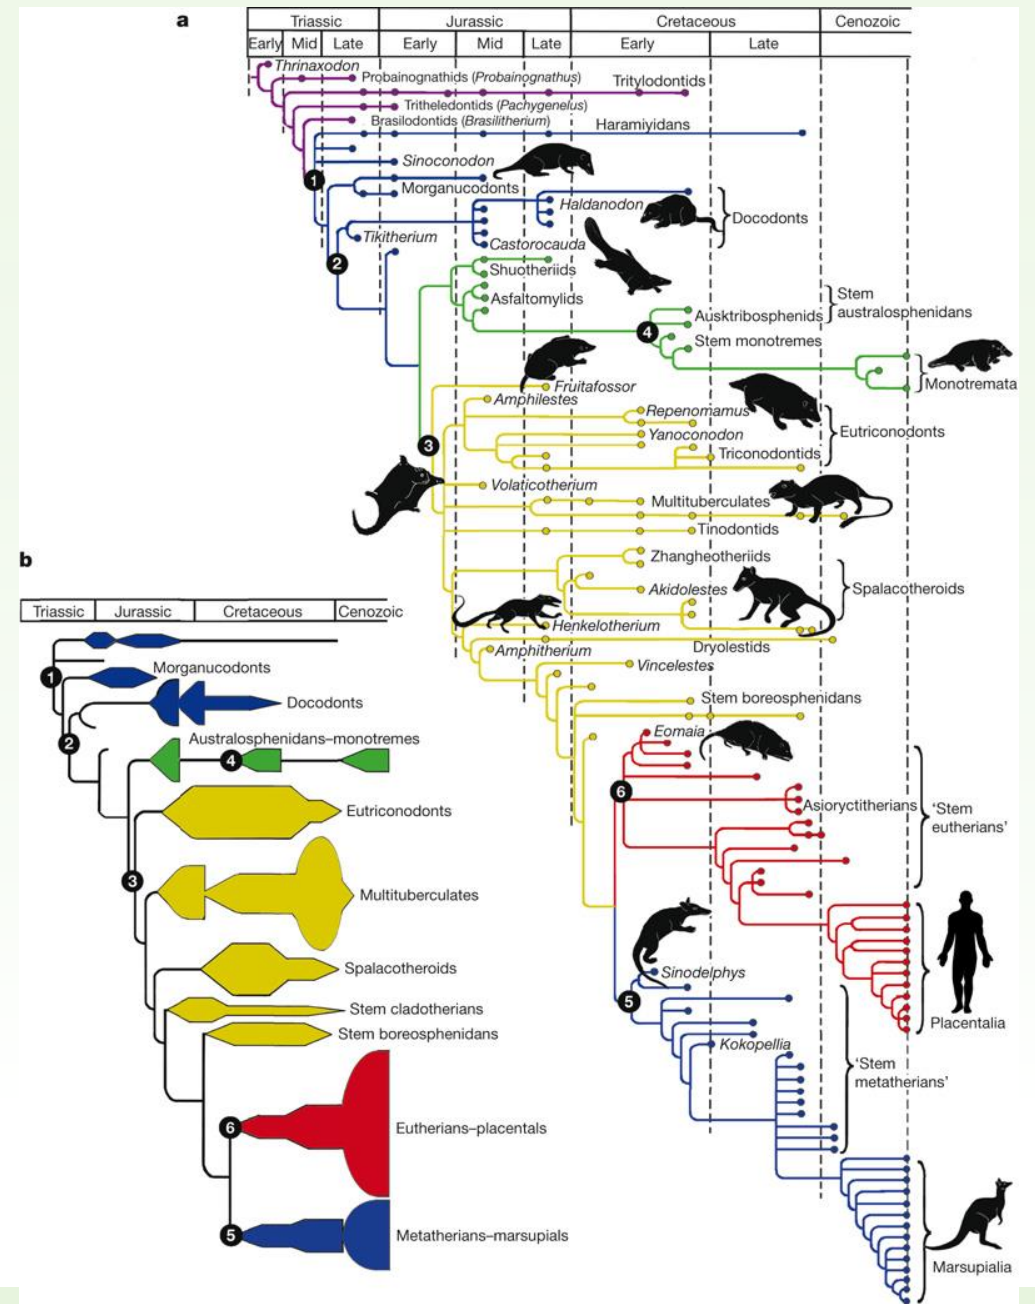 a
Triassic Jurassic Cretaceous Cenozoic
Early Mid Late Early Mid Late Early Late
Thrinaxodon
Probainognathids (Probainognathus)
Tritylodontids
Tritheledontids (Pachygenelus)
Brasilodontids (Brasilitherium)
Haramiyidans
Sinoconodon
1
Morganucodonts
Haldanodon
Docodonts
Tikitherium
Castorocauda
2
Shuotheriids
Asfaltomylids
Stem
australosphenidans
Ausktribosphenids
4
Stem monotremes
Monotremata
Fruitafossor
Amphilestes
Repenomamus
Yanoconodon
Eutriconodonts
3
Triconodontids
Volaticotherium
Multituberculates
Tinodontids
Zhangheotheriids
Akidolestes
Spalacotheroids
Henkelotherium
Dryolestids
Amphitherium
Vincelestes
Stem boreosphenidans
Eomaia
6
Asioryctitherians
‘Stem
eutherians’
Placentalia
Sinodelphys
5
Kokopellia
‘Stem
metatherians’
Marsupialia
b
Triassic Jurassic Cretaceous Cenozoic
1
Morganucodonts
Docodonts
2
Australosphenidans–monotremes
4
Eutriconodonts
3
Multituberculates
Spalacotheroids
Stem cladotherians
Stem boreosphenidans
6
Eutherians–placentals
5
Metatherians–marsupials